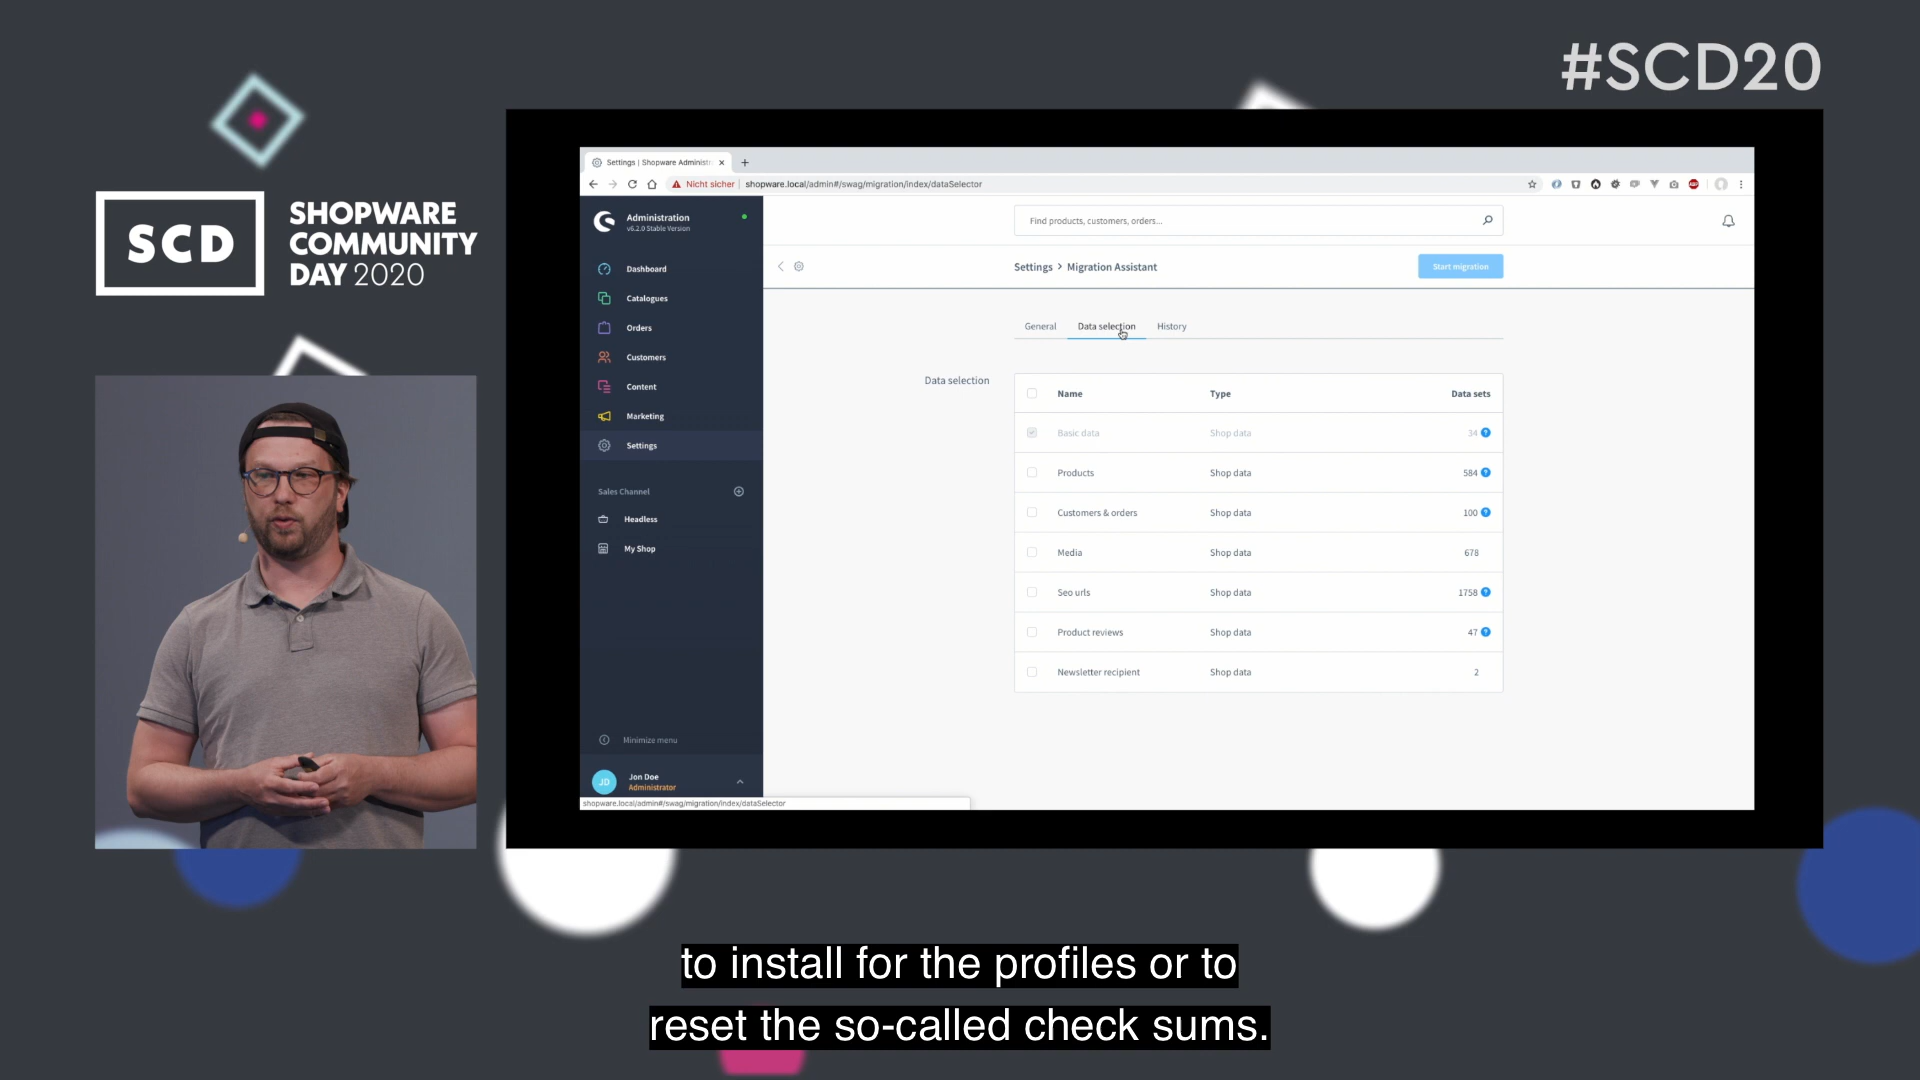 #SCD20
SCD
SHOPWARE
COMMUNITY
DAY 2020
Settings | Shopware Administr
Nicht sicher
shopware.local/admin#/swag/migration/index/dataSelector
Administration
v6.2.0 Stable Version
Find products, customers, orders...
Dashboard
Catalogues
Orders
Customers
Content
Marketing
Settings
Sales Channel
Headless
My Shop
Minimize menu
JD
Jon Doe
Administrator
shopware.local/admin#/swag/migration/index/dataSelector
Settings > Migration Assistant
Start migration
General Data selection History
Data selection
Name Type Data sets
Basic data Shop data 34
Products Shop data 584
Customers & orders Shop data 100
Media Shop data 678
Seo urls Shop data 1758
Product reviews Shop data 47
Newsletter recipient Shop data 2
to install for the profiles or to
reset the so-called check sums.